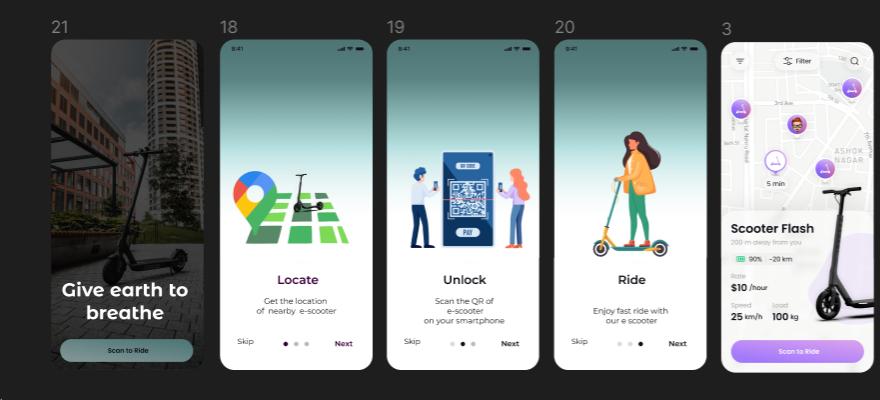 21
18
19
20
3
Give earth to
breathe
Scan to Ride
9:41
Locate
Get the location
of nearby e-scooter
Skip
Next
9:41
QR CODE
PAY
Unlock
Scan the QR of
e-scooter
on your smartphone
Skip
Next
9:41
Ride
Enjoy fast ride with
our e scooter
Skip
Next
Filter
3rd Ave
ASHOK
NAGAR
5 min
Scooter Flash
200 m away from you
90% ~20 km
Rate
$10 /hour
Speed Load
25 km/h 100 kg
Scan to Ride